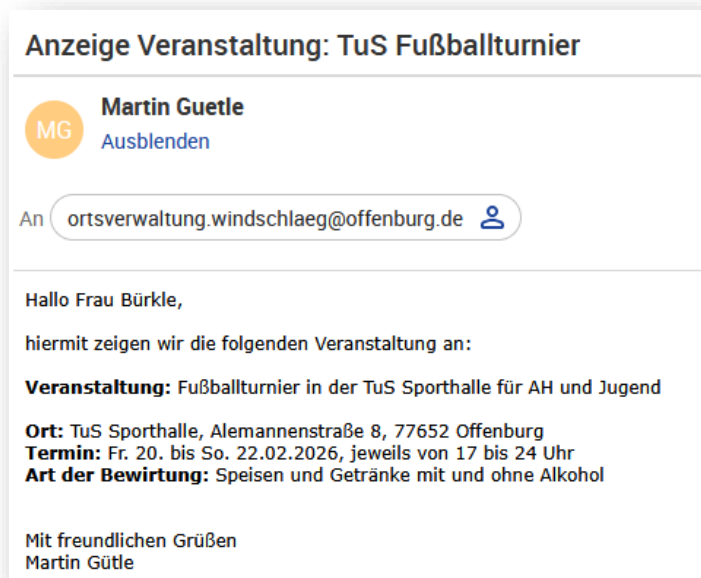 Anzeige Veranstaltung: TuS Fußballturnier
MG
Martin Guetle
Ausblenden
An ortsverwaltung.windschlaeg@offenburg.de
Hallo Frau Bürkle,
hiermit zeigen wir die folgenden Veranstaltung an:
Veranstaltung: Fußballturnier in der TuS Sporthalle für AH und Jugend
Ort: TuS Sporthalle, Alemannenstraße 8, 77652 Offenburg
Termin: Fr. 20. bis So. 22.02.2026, jeweils von 17 bis 24 Uhr
Art der Bewirtung: Speisen und Getränke mit und ohne Alkohol
Mit freundlichen Grüßen
Martin Gütle